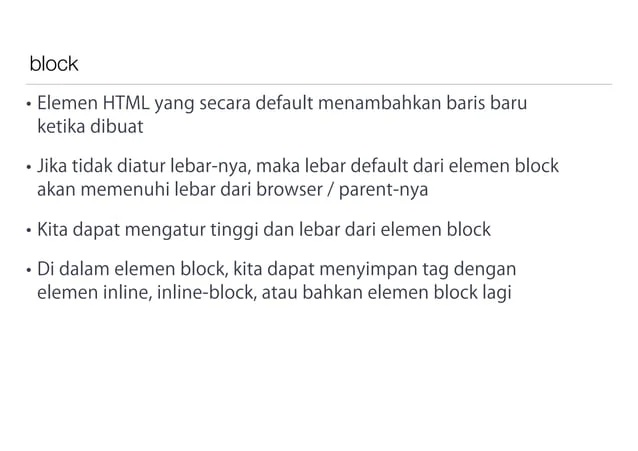 block
• Elemen HTML yang secara default menambahkan baris baru
ketika dibuat
• Jika tidak diatur lebar-nya, maka lebar default dari elemen block
akan memenuhi lebar dari browser / parent-nya
• Kita dapat mengatur tinggi dan lebar dari elemen block
• Di dalam elemen block, kita dapat menyimpan tag dengan
elemen inline, inline-block, atau bahkan elemen block lagi